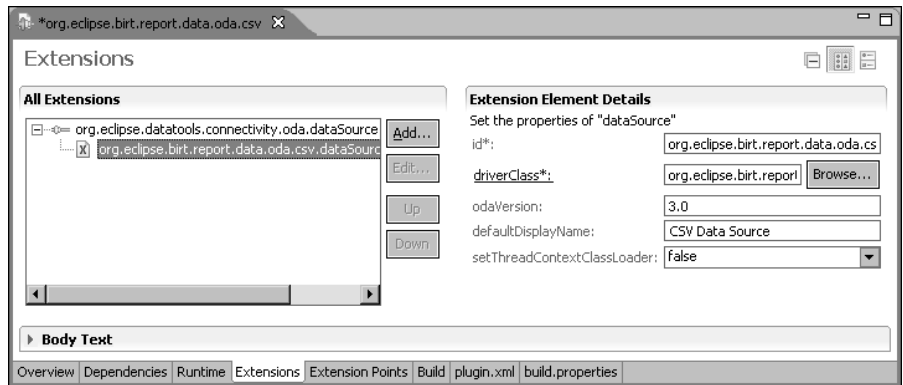 *org.eclipse.birt.report.data.oda.csv
Extensions
All Extensions
org.eclipse.datatools.connectivity.oda.dataSource
org.eclipse.birt.report.data.oda.csv.dataSourc
Add...
Edit...
Up
Down
Extension Element Details
Set the properties of "dataSource"
id*: org.eclipse.birt.report.data.oda.cs
driverClass*: org.eclipse.birt.report Browse...
odaVersion: 3.0
defaultDisplayName: CSV Data Source
setThreadContextClassLoader: false
Body Text
Overview Dependencies Runtime Extensions Extension Points Build plugin.xml build.properties